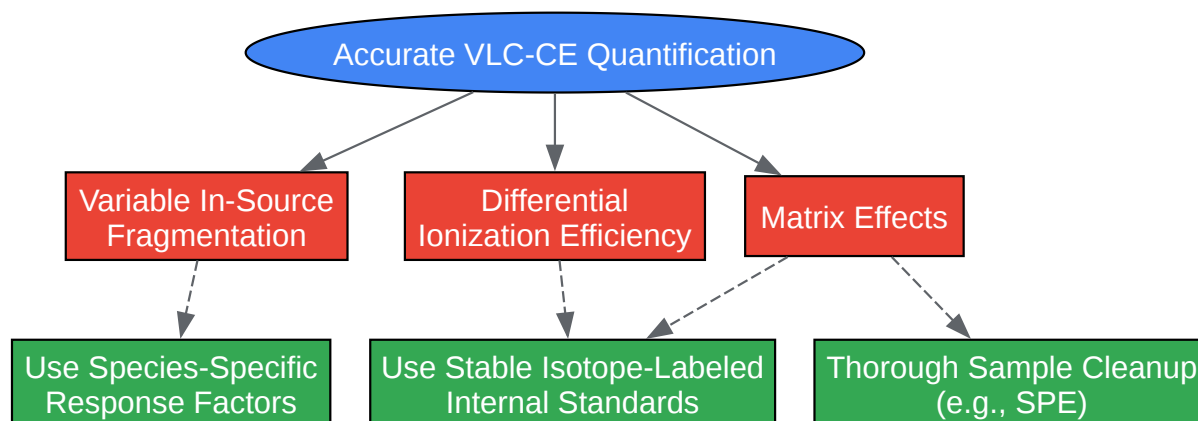 Accurate VLC-CE Quantification
Variable In-Source
Fragmentation
Differential
Ionization Efficiency
Matrix Effects
Use Species-Specific
Response Factors
Use Stable Isotope-Labeled
Internal Standards
Thorough Sample Cleanup
(e.g., SPE)